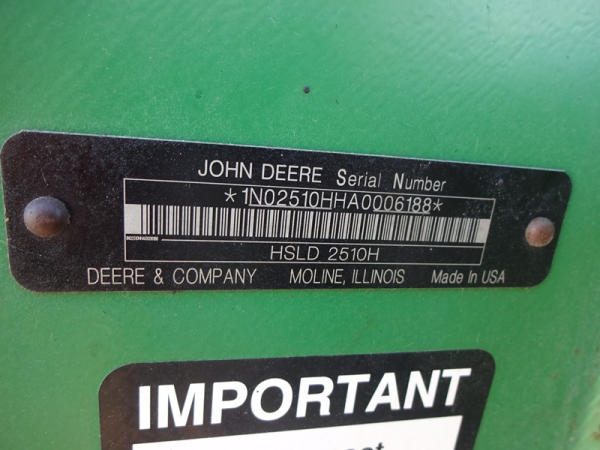 JOHN DEERE Serial Number
*1N02510HHA0006188*
HSLD 2510H
DEERE & COMPANY MOLINE, ILLINOIS Made In USA
IMPORTANT